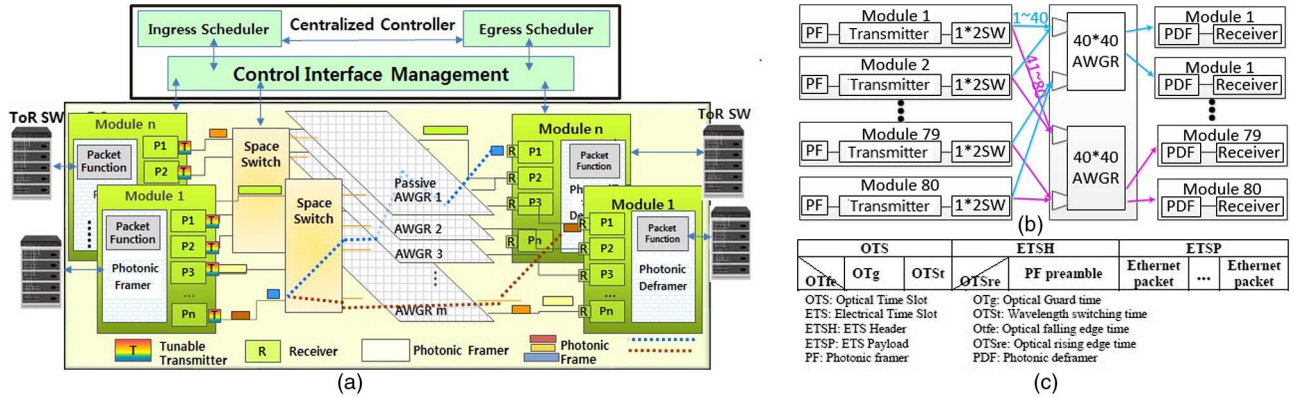 Centralized Controller
Ingress Scheduler
Egress Scheduler
Control Interface Management
ToR SW
ToR SW
Module n
Packet Function
P1
T
P2
T
Module 1
Packet Function
Photonic Framer
P1
T
P2
T
P3
T
...
Pn
T
Space Switch
Space Switch
Passive AWGR 1
AWGR 2
AWGR 3
AWGR m
Module n
R
P1
R
P2
R
P3
R
Pn
Packet Function
Module 1
R
P1
R
P2
R
P3
...
R
Pn
Packet Function
Photonic Deframer
T
Tunable Transmitter
R
Receiver
Photonic Framer
Photonic Frame
(a)
Module 1
PF
Transmitter
1*2SW
Module 2
PF
Transmitter
1*2SW
Module 79
PF
Transmitter
1*2SW
Module 80
PF
Transmitter
1*2SW
1~40
41~80
40*40 AWGR
40*40 AWGR
Module 1
PDF
Receiver
Module 1
PDF
Receiver
Module 79
PDF
Receiver
Module 80
PDF
Receiver
(b)
OTS ETSH ETSP
OTfe OTg OTSt OTSre PF preamble Ethernet packet ... Ethernet packet
OTS: Optical Time Slot
ETS: Electrical Time Slot
ETSH: ETS Header
ETSP: ETS Payload
PF: Photonic framer
OTg: Optical Guard time
OTSt: Wavelength switching time
Otfe: Optical falling edge time
OTSre: Optical rising edge time
PDF: Photonic deframer
(c)